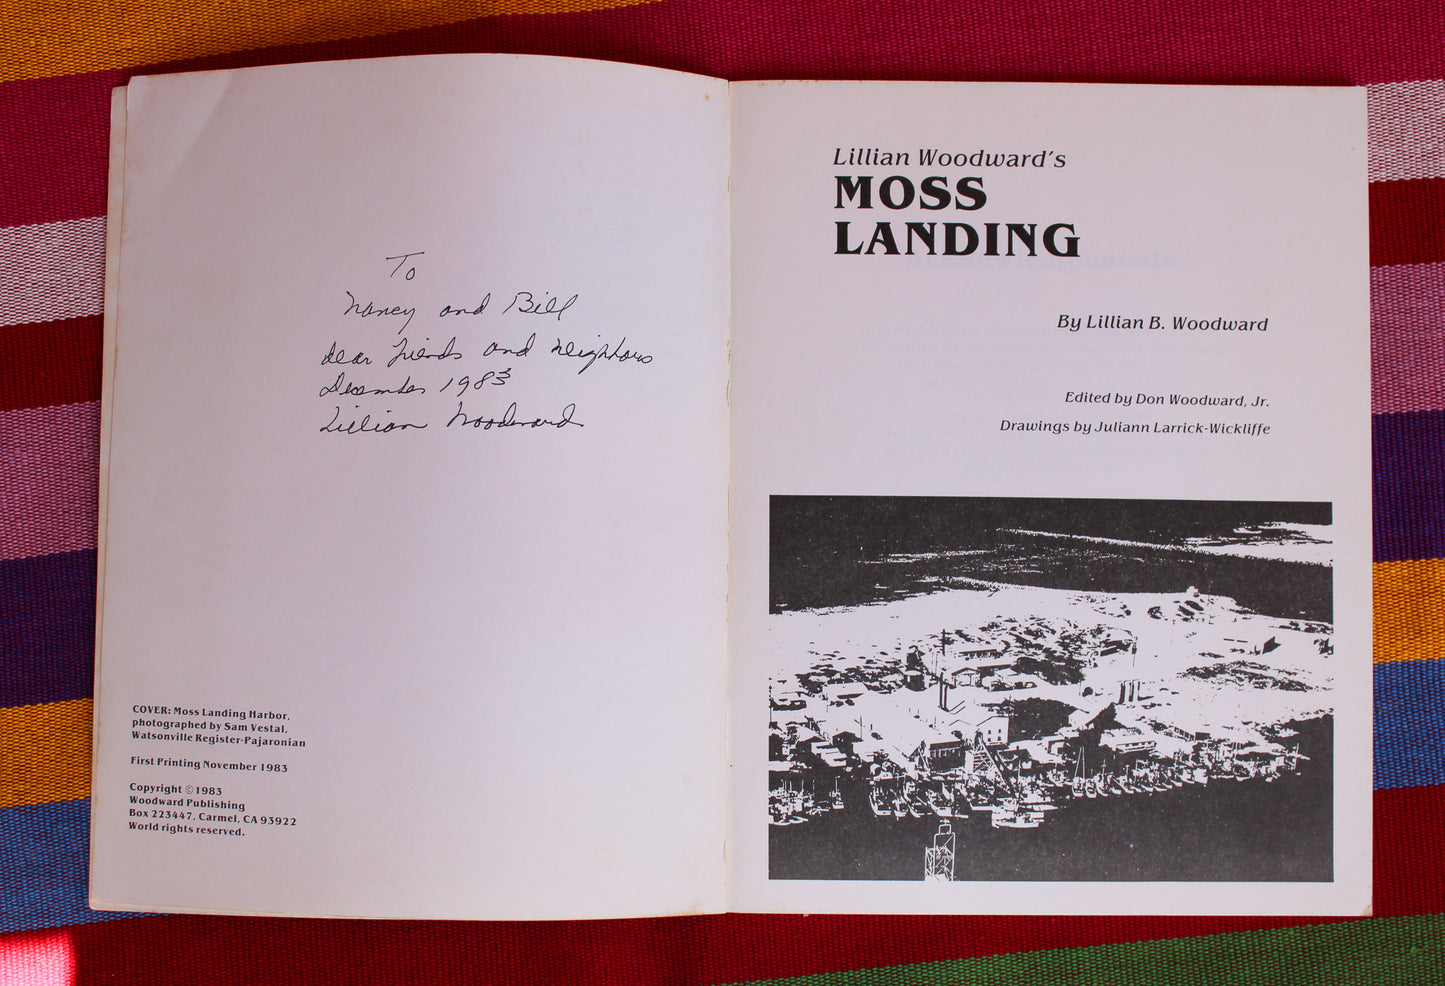 To
Nancy and Bill
dear friends and neighbors
December 1983
Lillian Woodward
COVER: Moss Landing Harbor,
photographed by Sam Vestal,
Watsonville Register-Pajaronian
First Printing November 1983
Copyright © 1983
Woodward Publishing
Box 223447, Carmel, CA 93922
World rights reserved.
Lillian Woodward's
MOSS
LANDING
By Lillian B. Woodward
Edited by Don Woodward, Jr.
Drawings by Juliann Larrick-Wickliffe